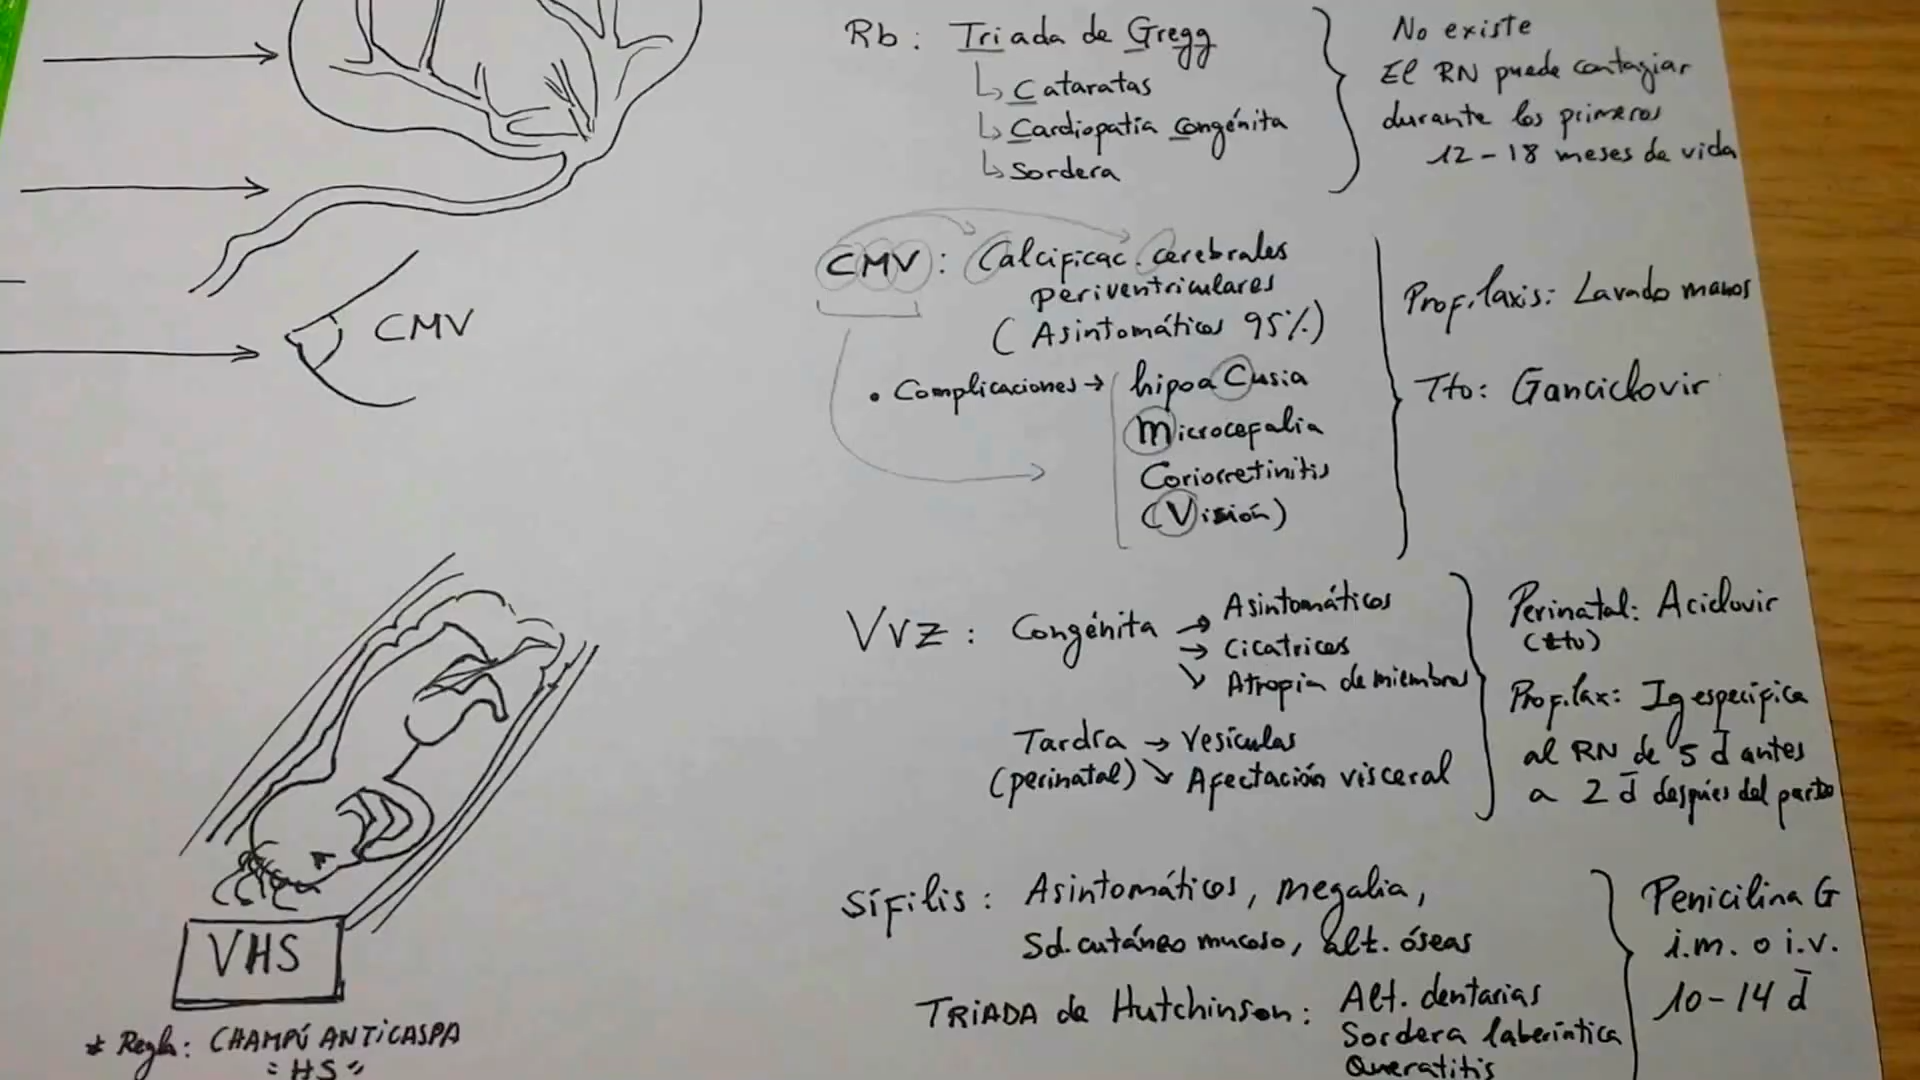 Rb: Triada de Gregg
Cataratas
Cardiopatía Congénita
Sordera
No existe
El RN puede contagiar
durante los primeros
12-18 meses de vida
CMV: Calcificac. cerebrales
periventriculares
(Asintomáticos 95%)
• Complicaciones → hipoaCusia
Microcefalia
Coriorretinitis
(Visión)
Profilaxis: Lavado manos
Tto: Ganciclovir
CMV
VVZ: Congénita → Asintomáticos
→ Cicatrices
↘ Atropia de miembros
Tardía → Vesículas
(perinatal) ↘ Afectación visceral
Perinatal: Aciclovir
(tto)
Profilax: Ig específica
al RN de 5 d antes
a 2 d después del parto
Sífilis: Asintomáticos, megalia,
Sd. cutáneo mucoso, alt. óseas
TRIADA de Hutchinson: Alt. dentarias
Sordera laberíntica
Queratitis
Penicilina G
i.m. o i.v.
10-14 d
VHS
* Regla: CHAMPÚ ANTICASPA
"HS"